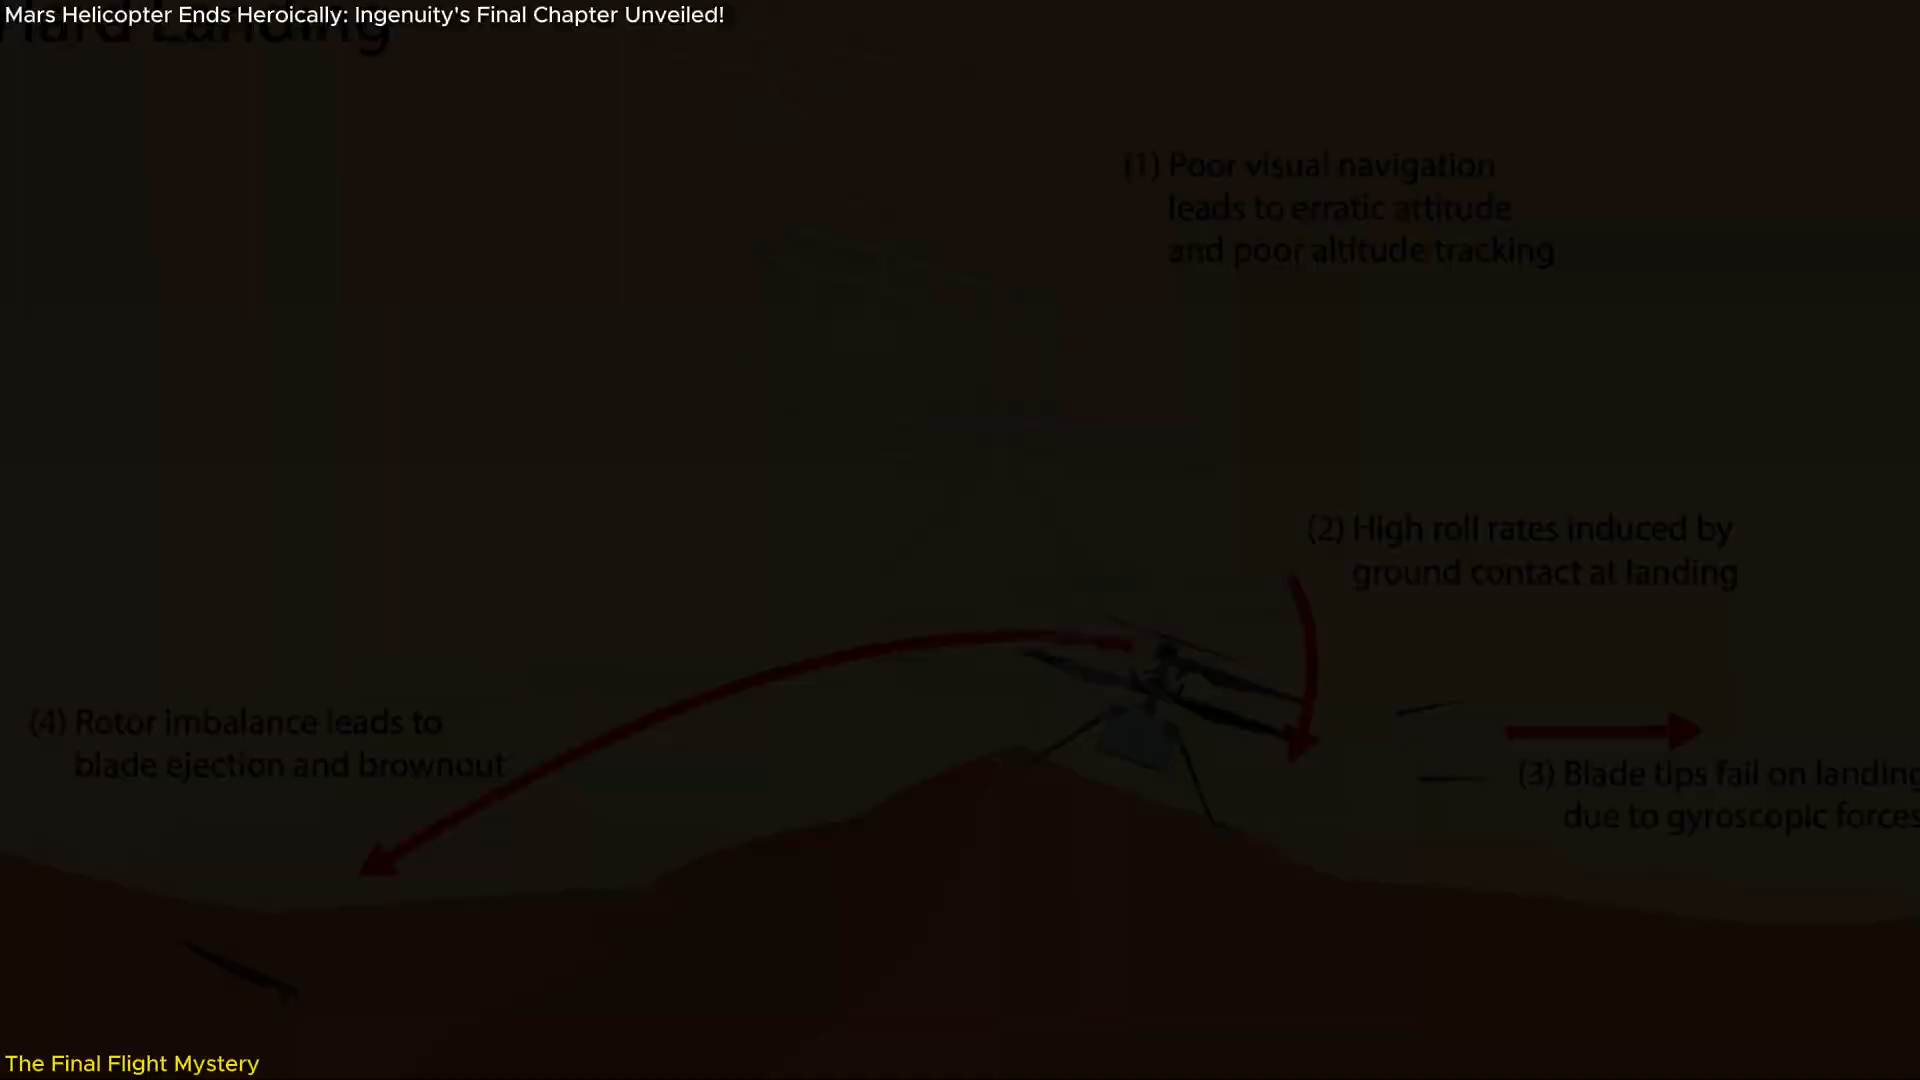 Mars Helicopter Ends Heroically: Ingenuity's Final Chapter Unveiled!
Hard Landing
(1) Poor visual navigation
leads to erratic attitude
and poor altitude tracking
(2) High roll rates induced by
ground contact at landing
(4) Rotor imbalance leads to
blade ejection and brownout
(3) Blade tips fail on landing
due to gyroscopic forces
The Final Flight Mystery